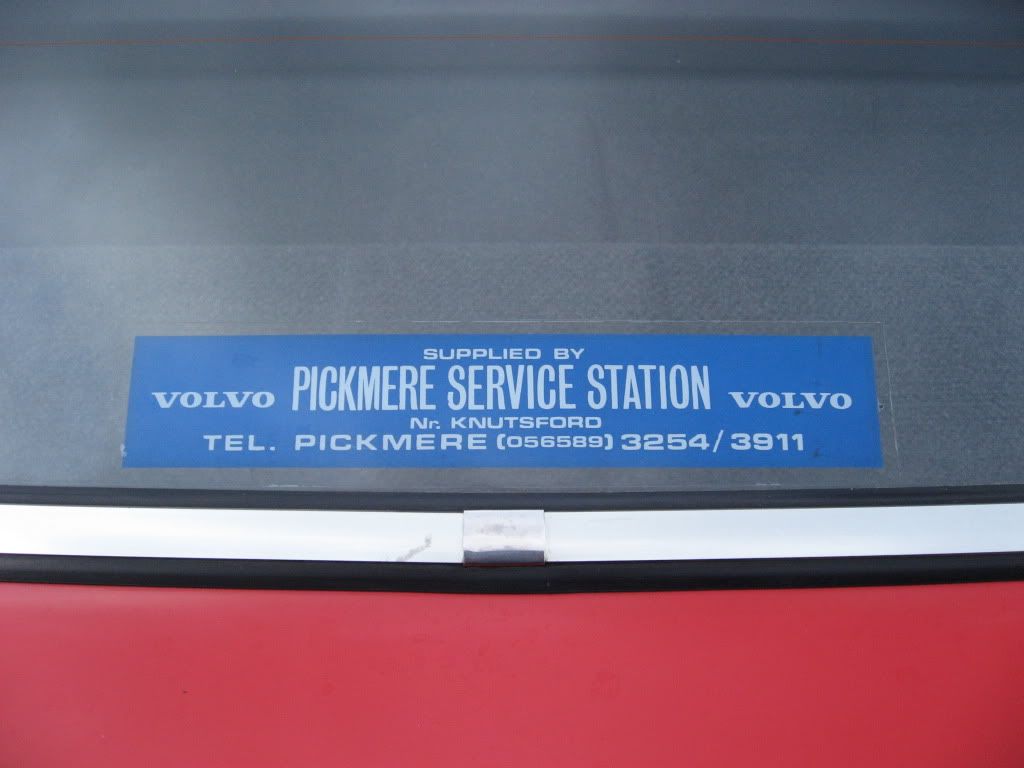 SUPPLIED BY
VOLVO PICKMERE SERVICE STATION VOLVO
Nr. KNUTSFORD
TEL. PICKMERE (056589) 3254/3911